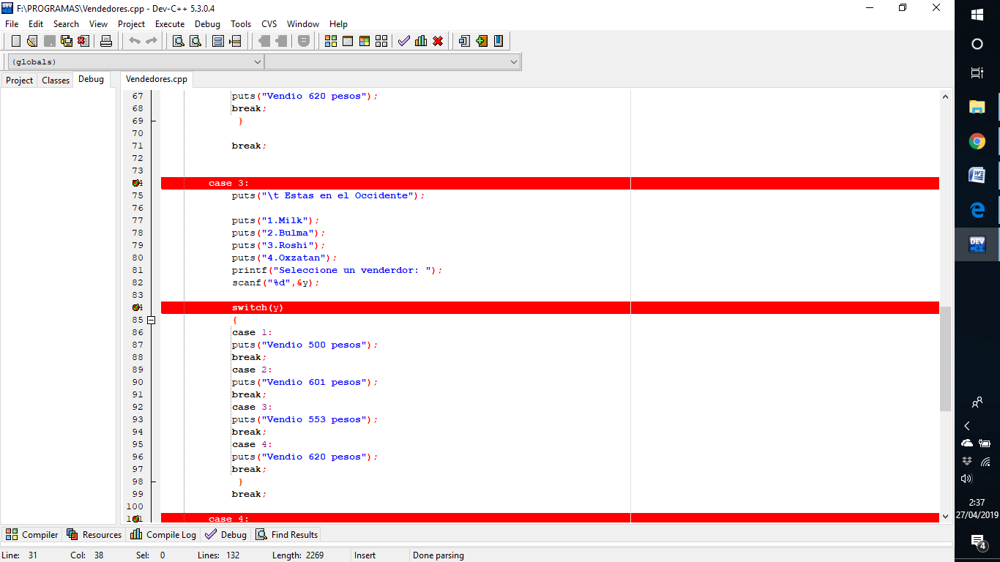 F:\PROGRAMAS\Vendedores.cpp - Dev-C++ 5.3.0.4
File Edit Search View Project Execute Debug Tools CVS Window Help
(globals)
Project Classes Debug
Vendedores.cpp
67 puts("Vendio 620 pesos");
68 break;
69 }
70
71 break;
72
73
case 3:
75 puts("\t Estas en el Occidente");
76
77 puts("1.Milk");
78 puts("2.Bulma");
79 puts("3.Roshi");
80 puts("4.Oxzatan");
81 printf("Seleccione un venderdor: ");
82 scanf("%d",&y);
83
switch(y)
85 {
86 case 1:
87 puts("Vendio 500 pesos");
88 break;
89 case 2:
90 puts("Vendio 601 pesos");
91 break;
92 case 3:
93 puts("Vendio 553 pesos");
94 break;
95 case 4:
96 puts("Vendio 620 pesos");
97 break;
98 }
99 break;
100
case 4:
Compiler Resources Compile Log Debug Find Results
Line: 31 Col: 38 Sel: 0 Lines: 132 Length: 2269 Insert Done parsing
DEV
C++
2:37
27/04/2019
4